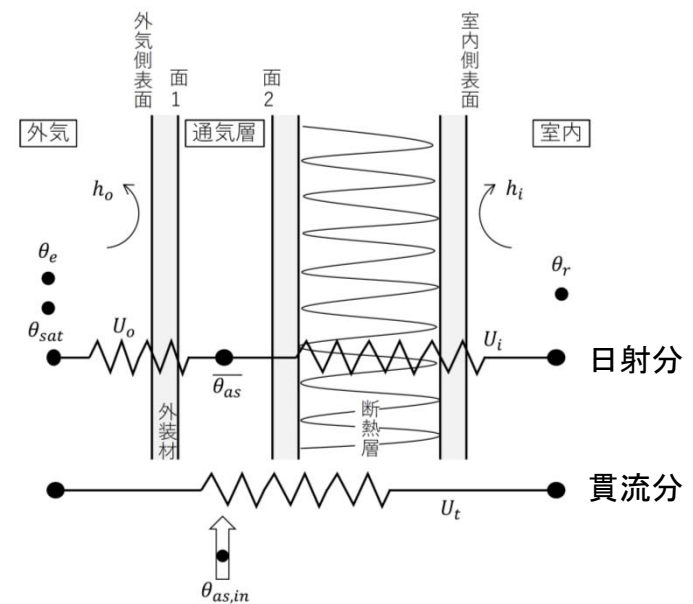 外気側表面
面1
面2
室内側表面
外気
通気層
室内
h_o
h_i
θ_e
θ_r
θ_sat
U_o
U_i
日射分
θ_as
外装材
断熱層
貫流分
U_t
θ_as,in